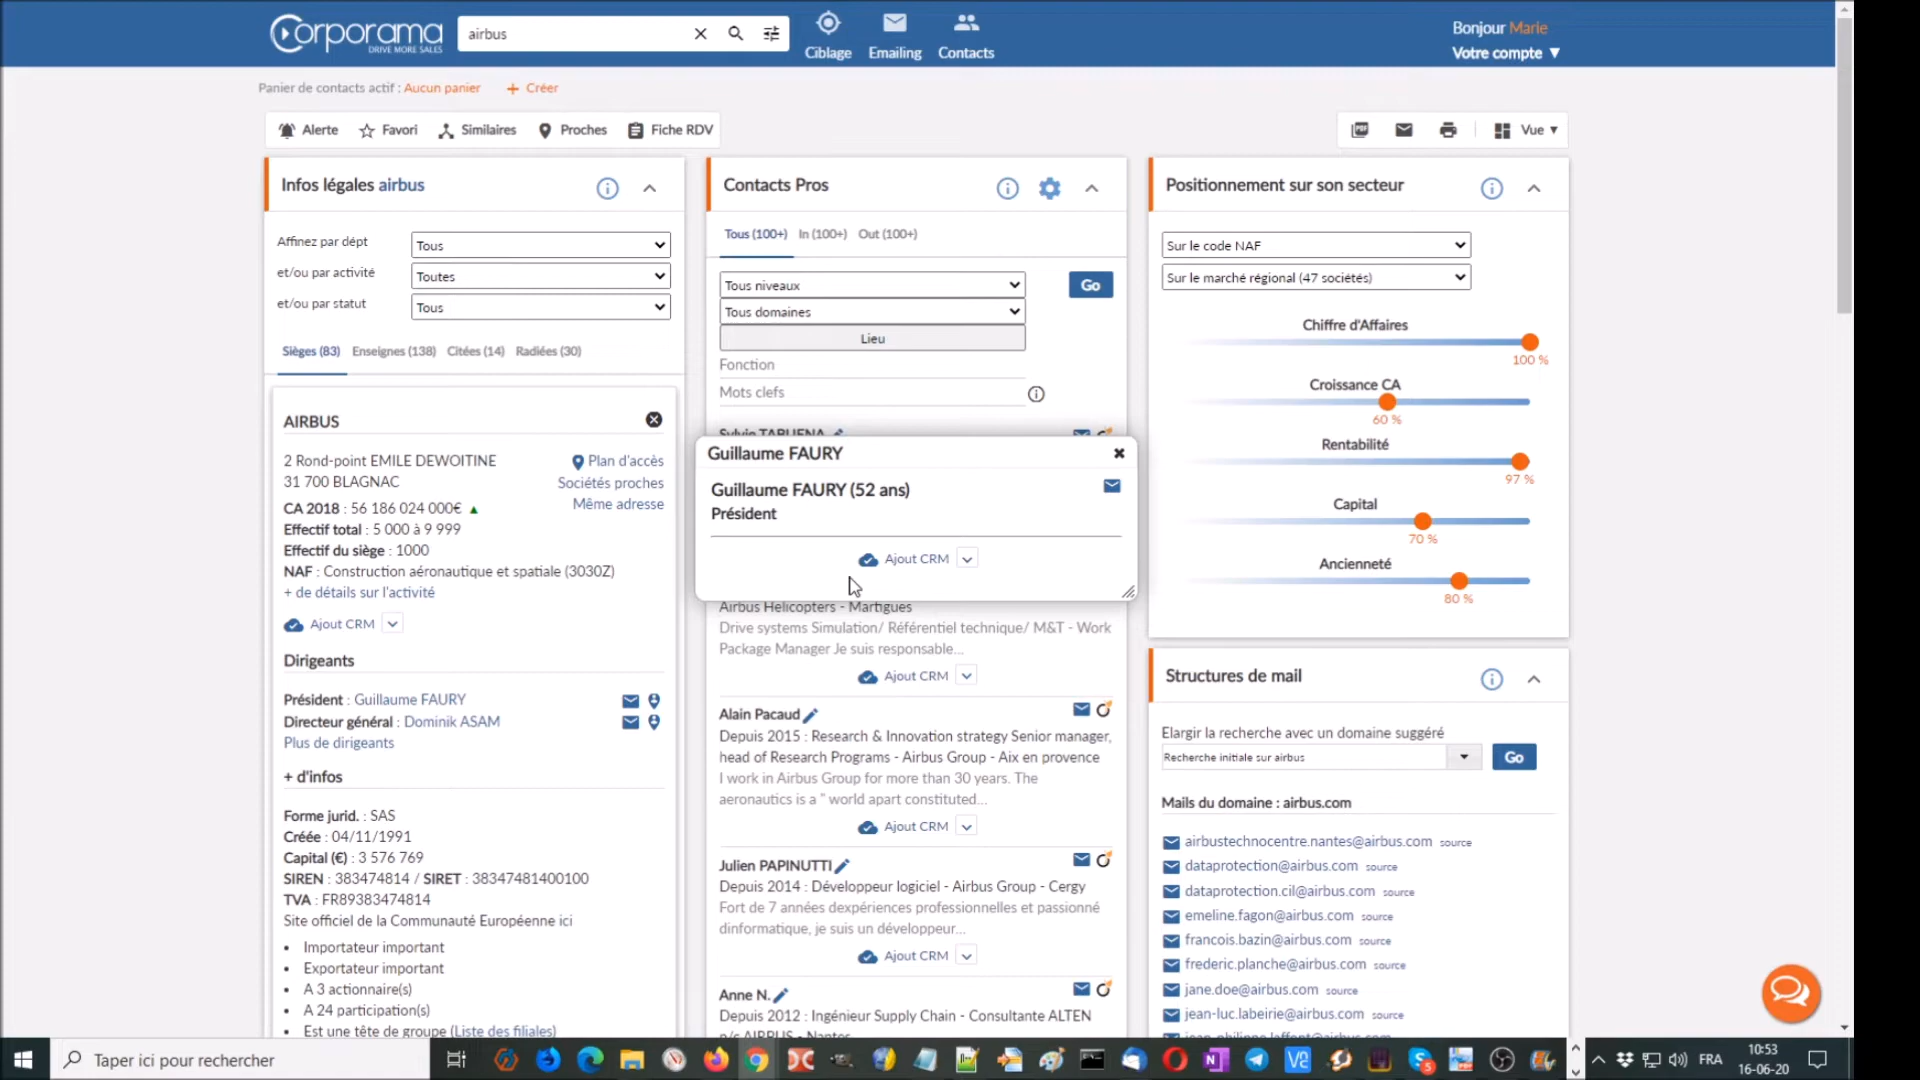 Corporama
DRIVE MORE SALES
airbus
Ciblage
Emailing
Contacts
Bonjour Marie
Votre compte ▼
Panier de contacts actif : Aucun panier + Créer
Alerte
Favori
Similaires
Proches
Fiche RDV
Vue ▼
Infos légales airbus
Affinez par dépt
Tous
et/ou par activité
Toutes
et/ou par statut
Tous
Sièges (83) Enseignes (138) Citées (14) Radiées (30)
AIRBUS
2 Rond-point EMILE DEWOITINE
31 700 BLAGNAC
Plan d'accès
Sociétés proches
Même adresse
CA 2018 : 56 186 024 000€ ▲
Effectif total : 5 000 à 9 999
Effectif du siège : 1000
NAF : Construction aéronautique et spatiale (3030Z)
+ de détails sur l'activité
Ajout CRM
Dirigeants
Président : Guillaume FAURY
Directeur général : Dominik ASAM
Plus de dirigeants
+ d'infos
Forme jurid. : SAS
Créée : 04/11/1991
Capital (€) : 3 576 769
SIREN : 383474814 / SIRET : 38347481400100
TVA : FR89383474814
Site officiel de la Communauté Européenne ici
• Importateur important
• Exportateur important
• A 3 actionnaire(s)
• A 24 participation(s)
• Est une tête de groupe (Liste des filiales)
Contacts Pros
Tous (100+) In (100+) Out (100+)
Tous niveaux
Go
Tous domaines
Lieu
Fonction
Mots clefs
Sylvie TABUENA
Guillaume FAURY
Guillaume FAURY (52 ans)
Président
Ajout CRM
Airbus Helicopters - Martigues
Drive systems Simulation/ Référentiel technique/ M&T - Work
Package Manager Je suis responsable...
Ajout CRM
Alain Pacaud
Depuis 2015 : Research & Innovation strategy Senior manager,
head of Research Programs - Airbus Group - Aix en provence
I work in Airbus Group for more than 30 years. The
aeronautics is a " world apart constituted...
Ajout CRM
Julien PAPINUTTI
Depuis 2014 : Développeur logiciel - Airbus Group - Cergy
Fort de 7 années dexpériences professionnelles et passionné
dinformatique, je suis un développeur...
Ajout CRM
Anne N.
Depuis 2012 : Ingénieur Supply Chain - Consultante ALTEN
p/c AIRBUS - Nantes
Positionnement sur son secteur
Sur le code NAF
Sur le marché régional (47 sociétés)
Chiffre d'Affaires
100 %
Croissance CA
60 %
Rentabilité
97 %
Capital
70 %
Ancienneté
80 %
Structures de mail
Elargir la recherche avec un domaine suggéré
Recherche initiale sur airbus
Go
Mails du domaine : airbus.com
airbustechnocentre.nantes@airbus.com source
dataprotection@airbus.com source
dataprotection.cil@airbus.com source
emeline.fagon@airbus.com source
francois.bazin@airbus.com source
frederic.planche@airbus.com source
jane.doe@airbus.com source
jean-luc.labeirie@airbus.com source
jean-philippe.laffont@airbus.com source
Taper ici pour rechercher
FRA
10:53
16-06-20